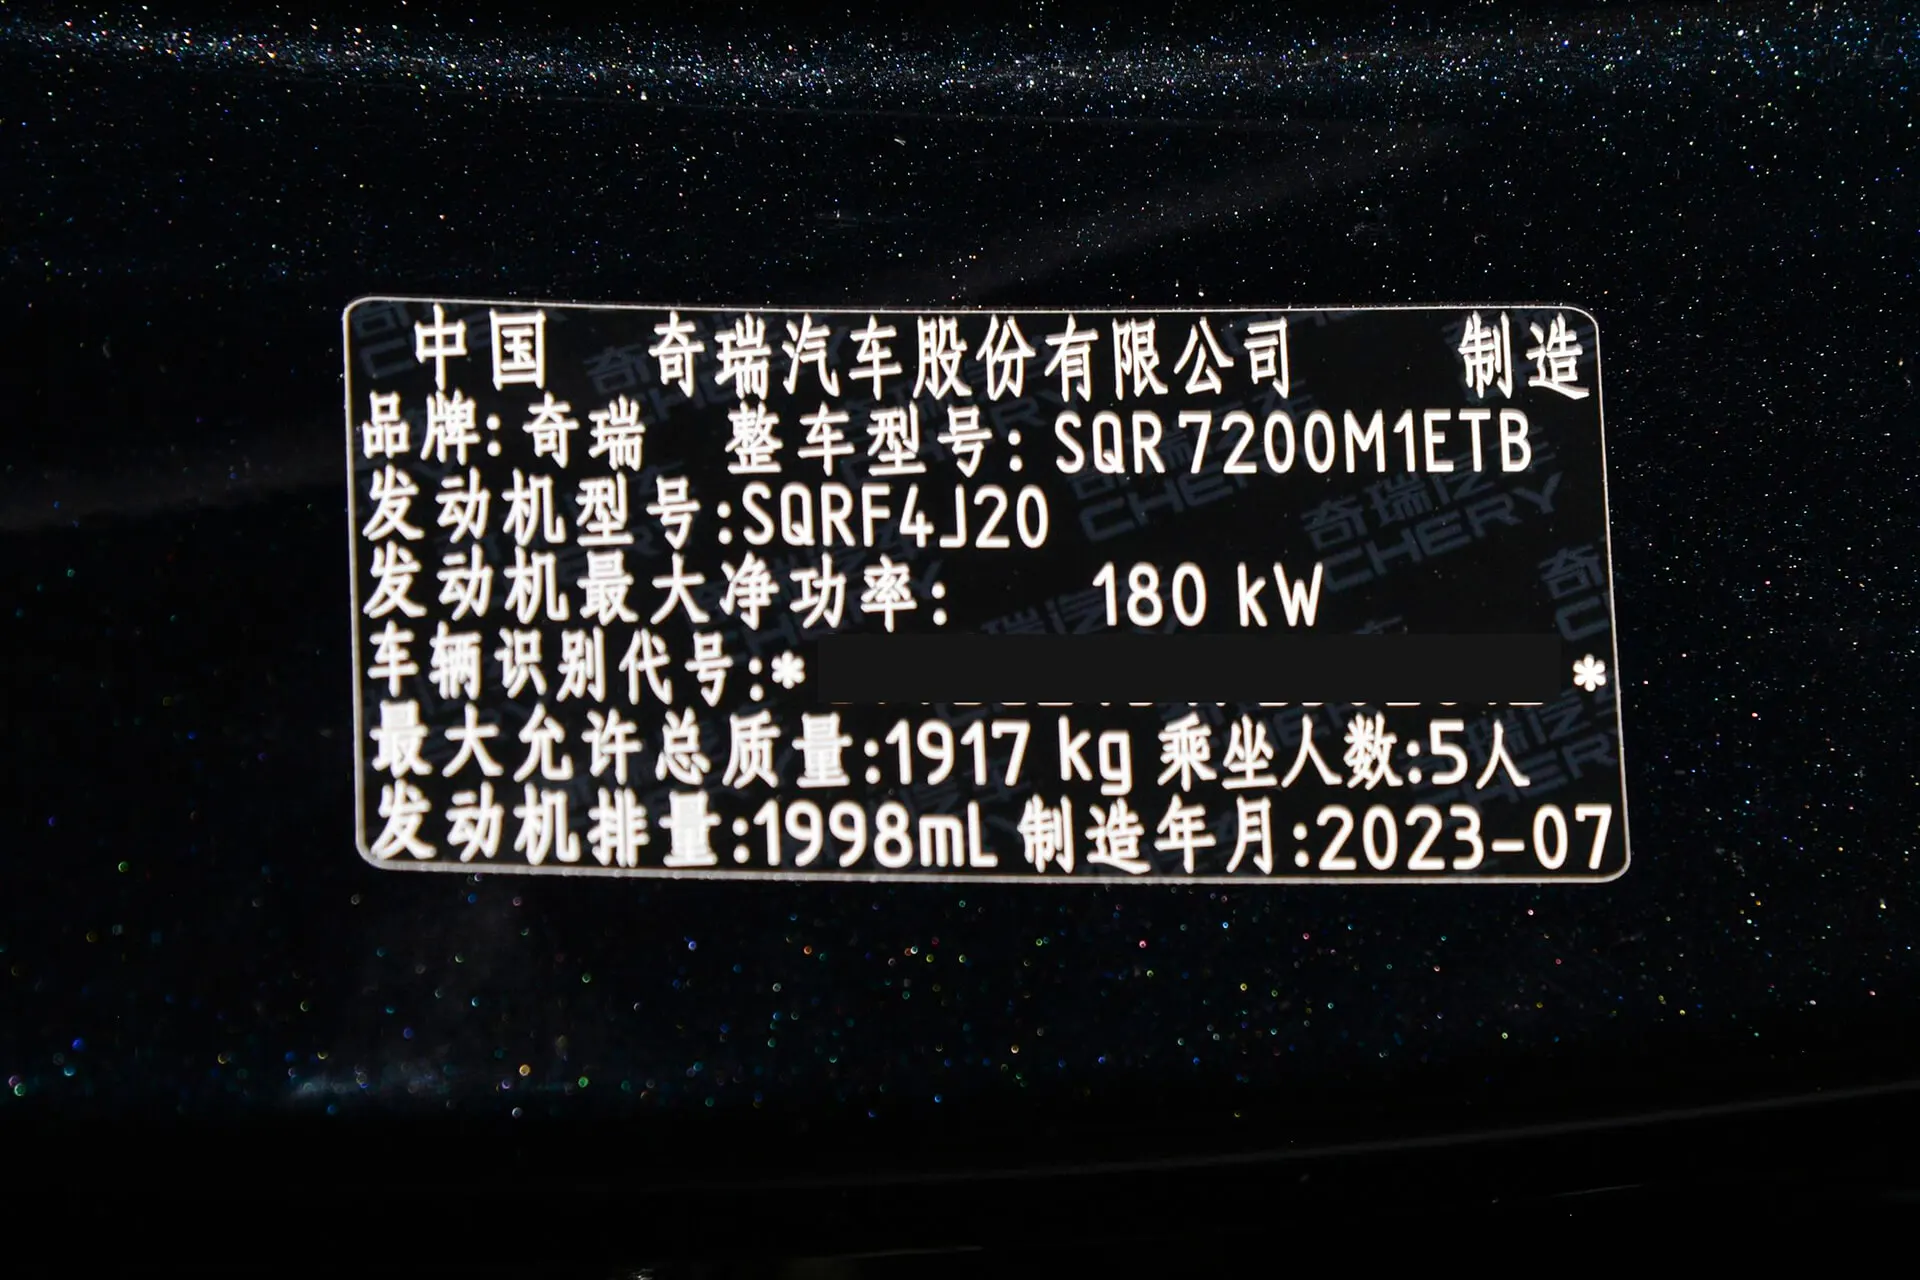 中国 奇瑞汽车股份有限公司 制造
品牌:奇瑞 整车型号:SQR7200M1ETB
发动机型号:SQRF4J20
发动机最大净功率: 180 kW
车辆识别代号:* *
最大允许总质量:1917 kg 乘坐人数:5人
发动机排量:1998mL 制造年月:2023-07